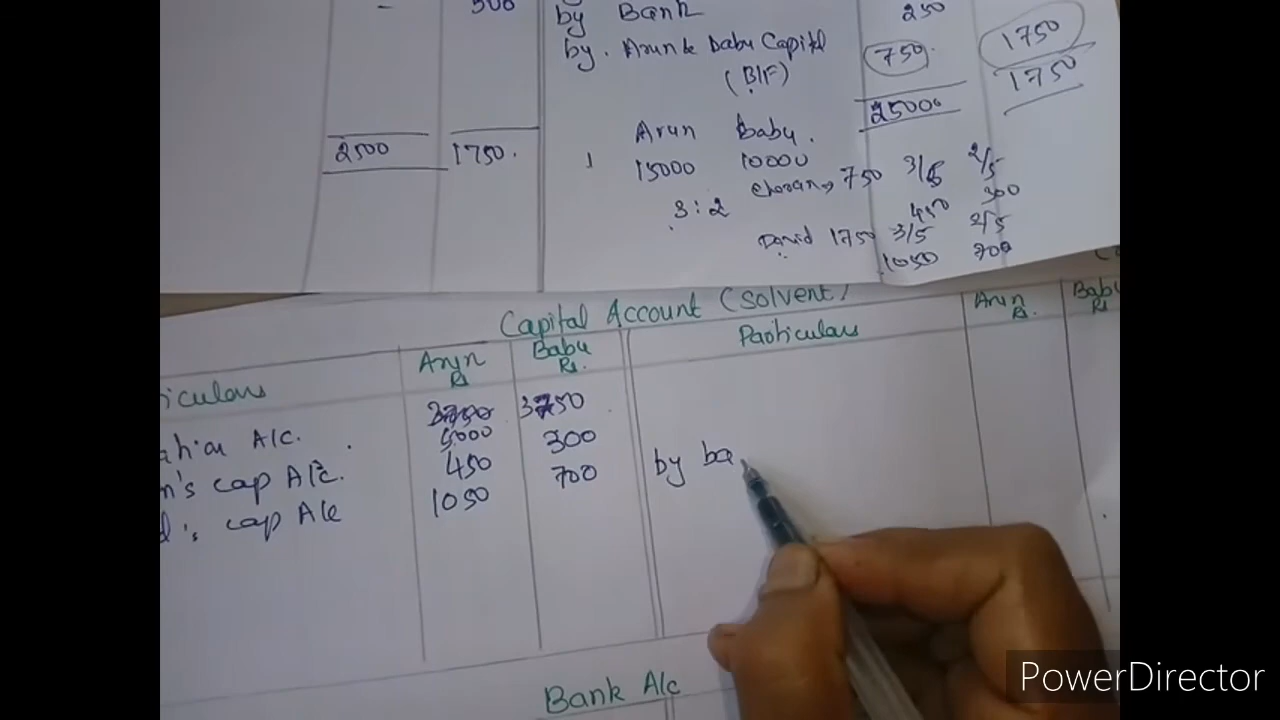 - 500 by Bank 250
by. Arun & babu Capital 750. 1750
(B/F)
25000 1750
2500 1750.
Arun Babu.
15000 10000
3:2
750 3/5 2/5
450 300
David 1750 3/5 2/5
1050 700
Capital Account (Solvent)
iculars Arun Rs Babu Rs. Particulars Arun Rs. Babu Rs
A/c. 3750 3750
5000 300
n's cap A/c. 450 700 by ba
d's cap A/c 1050
Bank A/c
PowerDirector